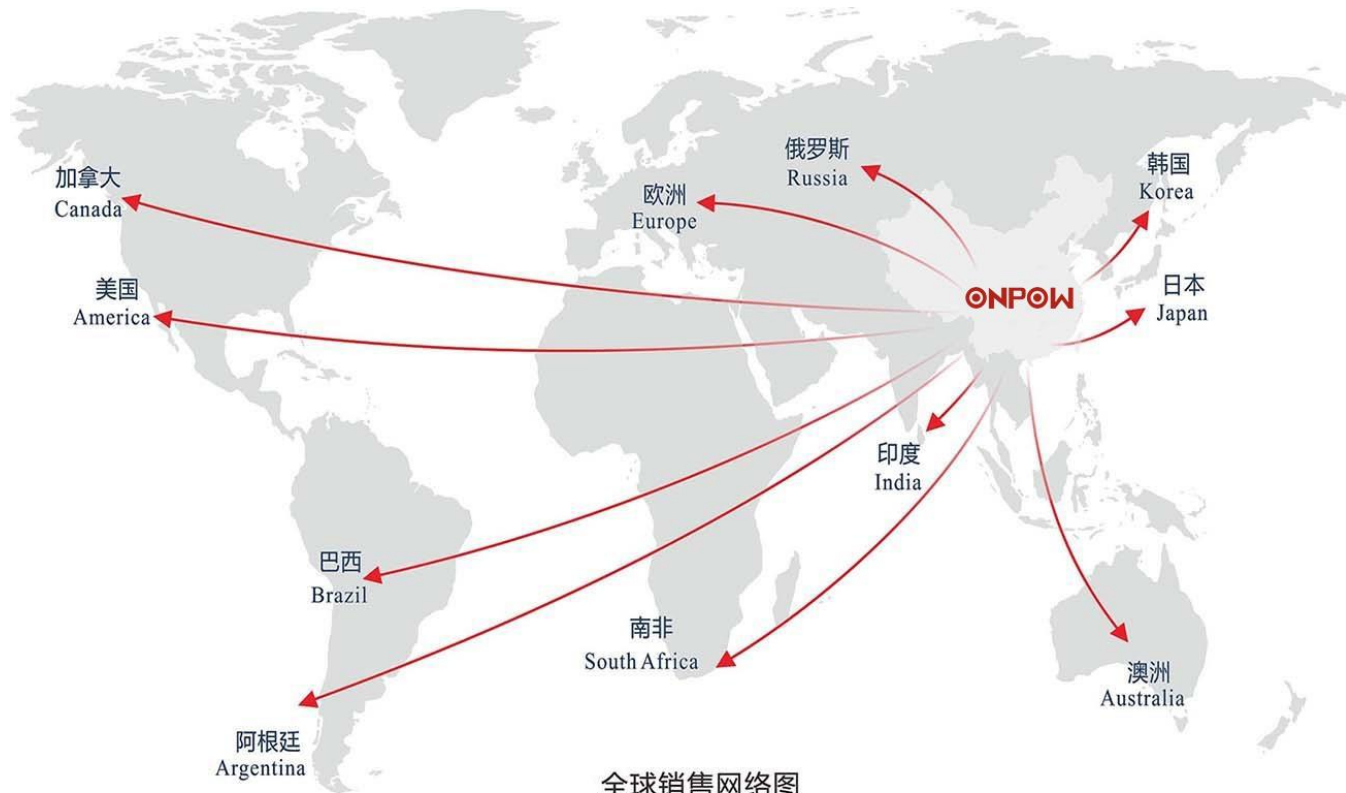 俄罗斯
Russia
韩国
Korea
加拿大
Canada
欧洲
Europe
美国
America
ONPOW
日本
Japan
印度
India
巴西
Brazil
南非
South Africa
澳洲
Australia
阿根廷
Argentina
全球销售网络图